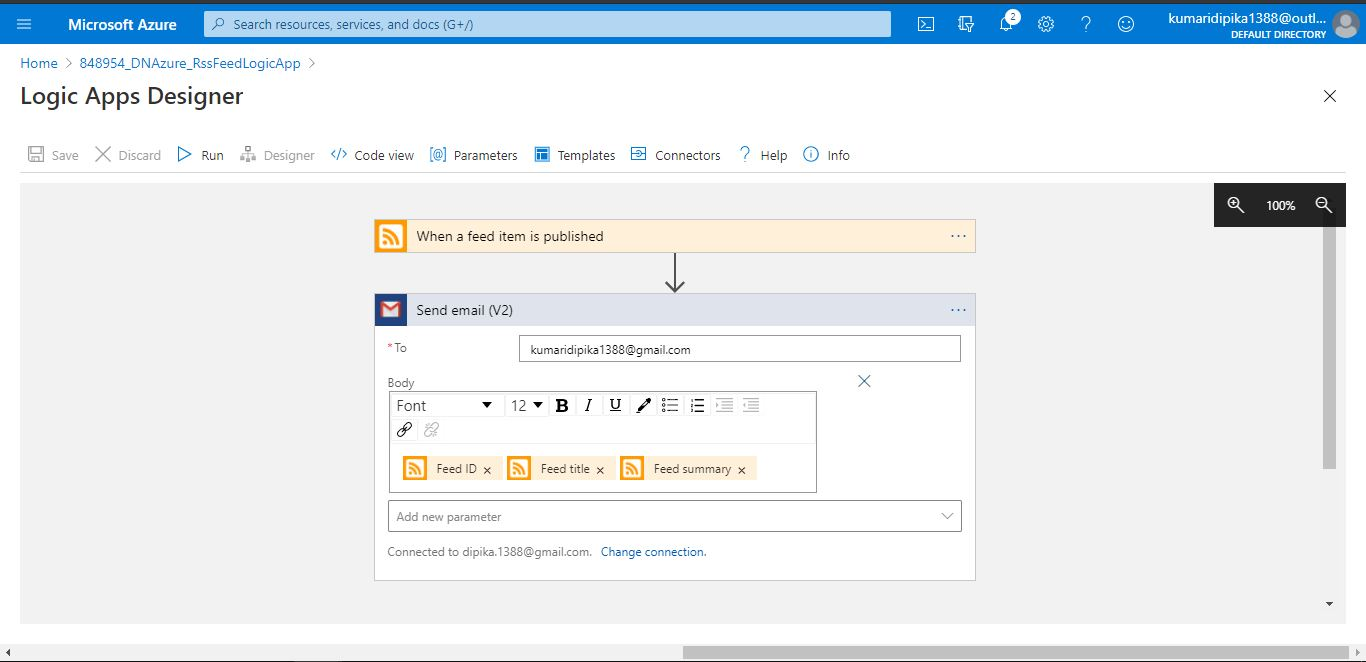 Microsoft Azure
Search resources, services, and docs (G+/)
2
kumaridipika1388@outl...
DEFAULT DIRECTORY
Home > 848954_DNAzure_RssFeedLogicApp >
Logic Apps Designer
Save Discard Run Designer Code view Parameters Templates Connectors Help Info
100%
When a feed item is published
Send email (V2)
* To
kumaridipika1388@gmail.com
Body
Font 12 B I U
Feed ID × Feed title × Feed summary ×
Add new parameter
Connected to dipika.1388@gmail.com. Change connection.